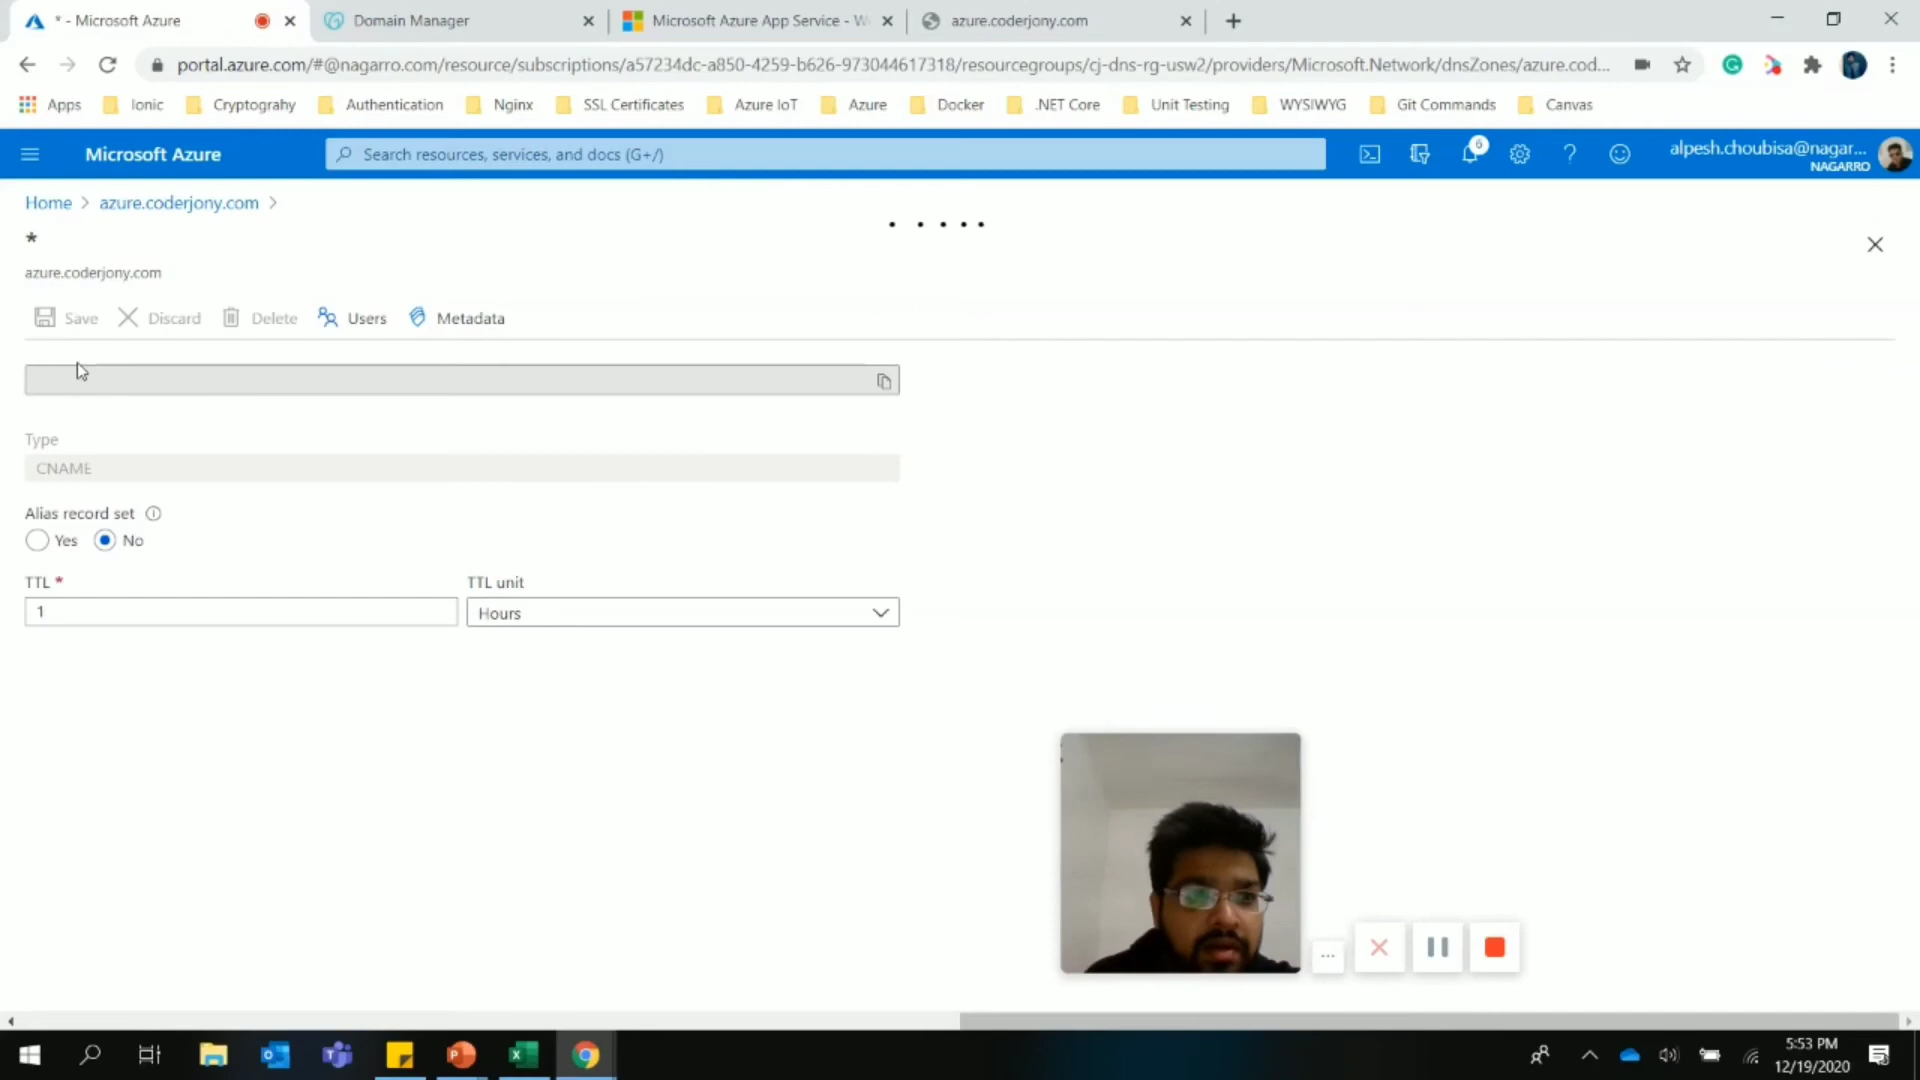 * - Microsoft Azure
Domain Manager
Microsoft Azure App Service - W
azure.coderjony.com
portal.azure.com/#@nagarro.com/resource/subscriptions/a57234dc-a850-4259-b626-973044617318/resourcegroups/cj-dns-rg-usw2/providers/Microsoft.Network/dnsZones/azure.cod...
Apps
Ionic
Cryptograhy
Authentication
Nginx
SSL Certificates
Azure IoT
Azure
Docker
.NET Core
Unit Testing
WYSIWYG
Git Commands
Canvas
Microsoft Azure
Search resources, services, and docs (G+/)
6
alpesh.choubisa@nagar...
NAGARRO
Home > azure.coderjony.com >
*
azure.coderjony.com
Save
Discard
Delete
Users
Metadata
Type
CNAME
Alias record set
Yes
No
TTL *
TTL unit
1
Hours
...
5:53 PM
12/19/2020